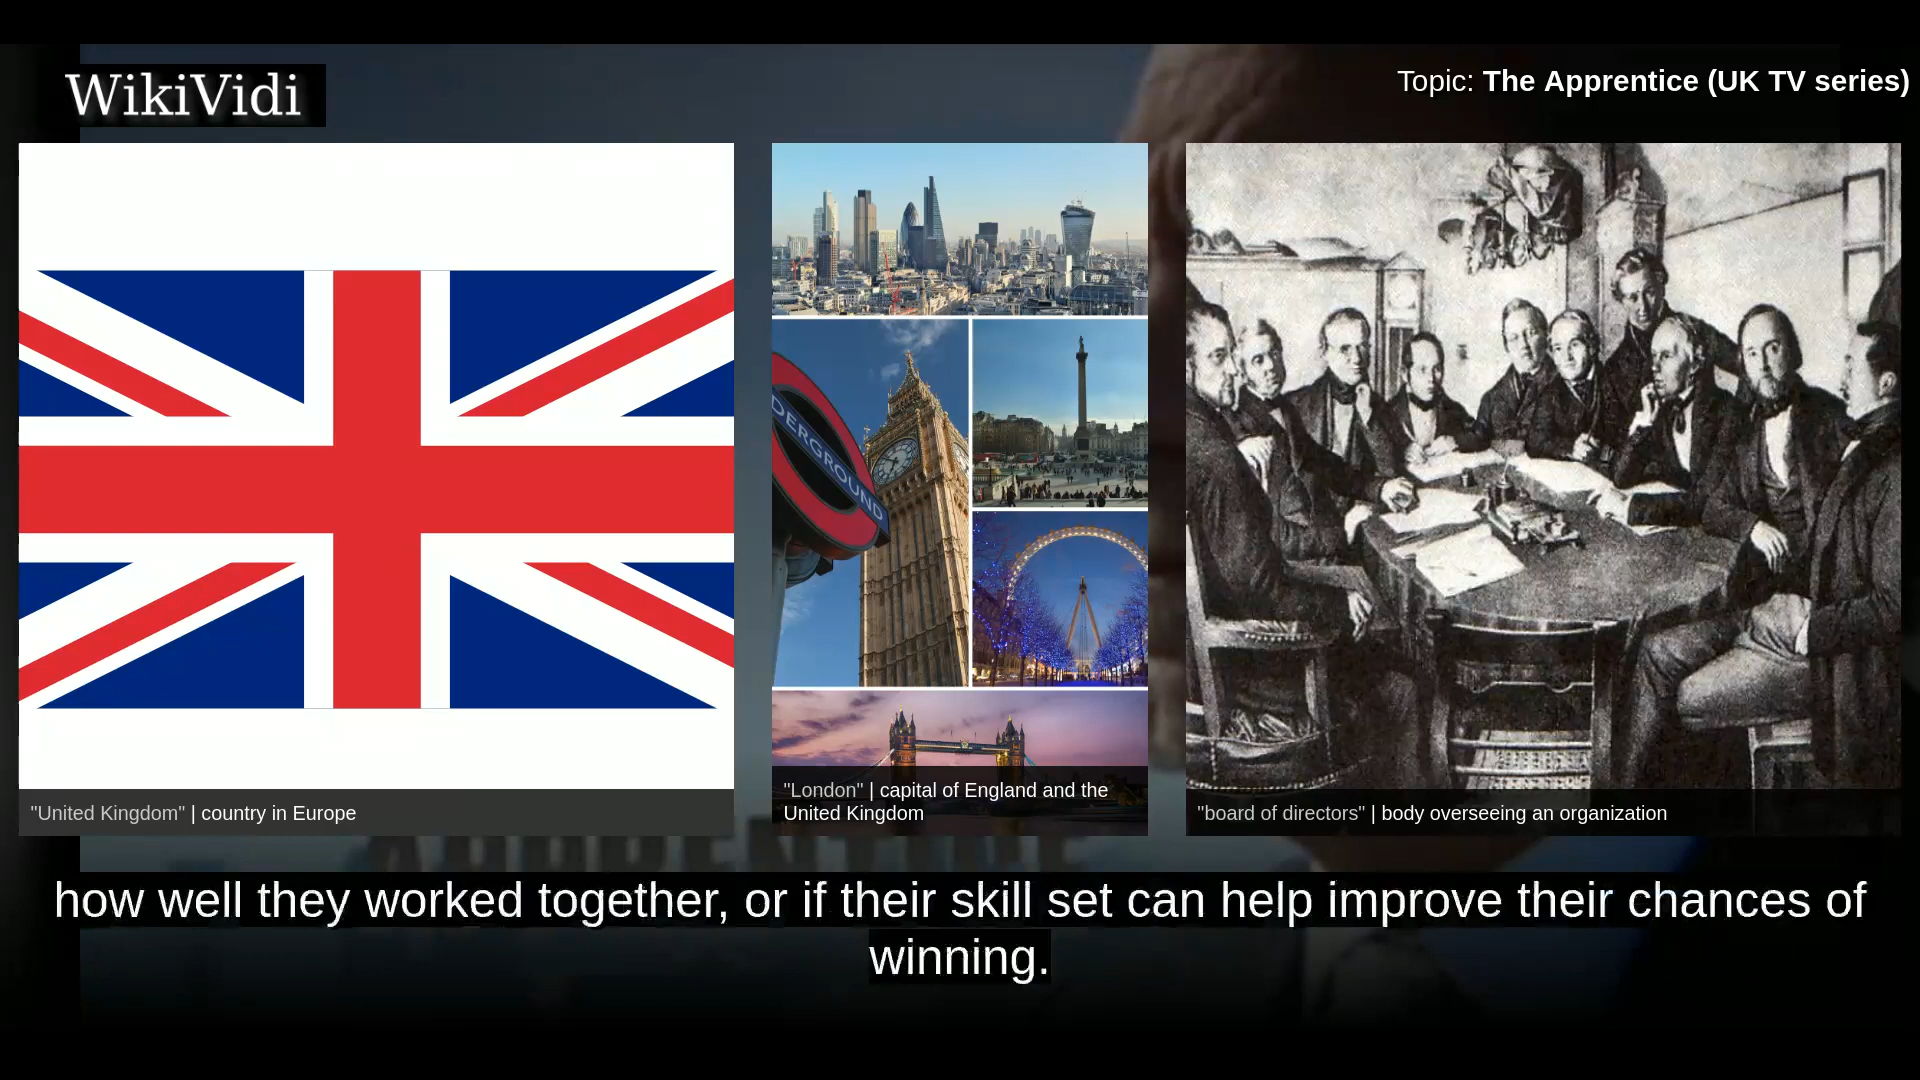 WikiVidi
Topic: The Apprentice (UK TV series)
DERGROUND
"United Kingdom" | country in Europe
"London" | capital of England and the
United Kingdom
"board of directors" | body overseeing an organization
APPRENTICE
how well they worked together, or if their skill set can help improve their chances of
winning.